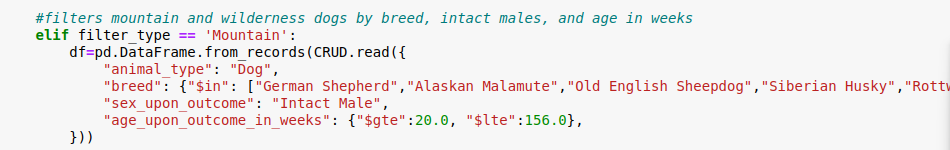 #filters mountain and wilderness dogs by breed, intact males, and age in weeks
elif filter_type == 'Mountain':
df=pd.DataFrame.from_records(CRUD.read({
"animal_type": "Dog",
"breed": {"$in": ["German Shepherd","Alaskan Malamute","Old English Sheepdog","Siberian Husky","Rottw
"sex_upon_outcome": "Intact Male",
"age_upon_outcome_in_weeks": {"$gte":20.0, "$lte":156.0},
}))